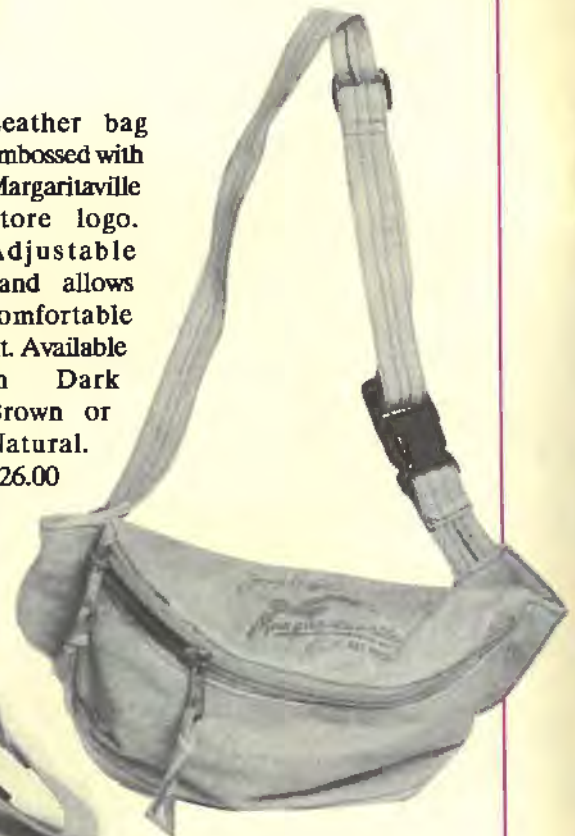 eather bag
mbossed with
Margaritaville
tore logo.
Adjustable
and allows
omfortable
t. Available
n Dark
Brown or
Natural.
26.00